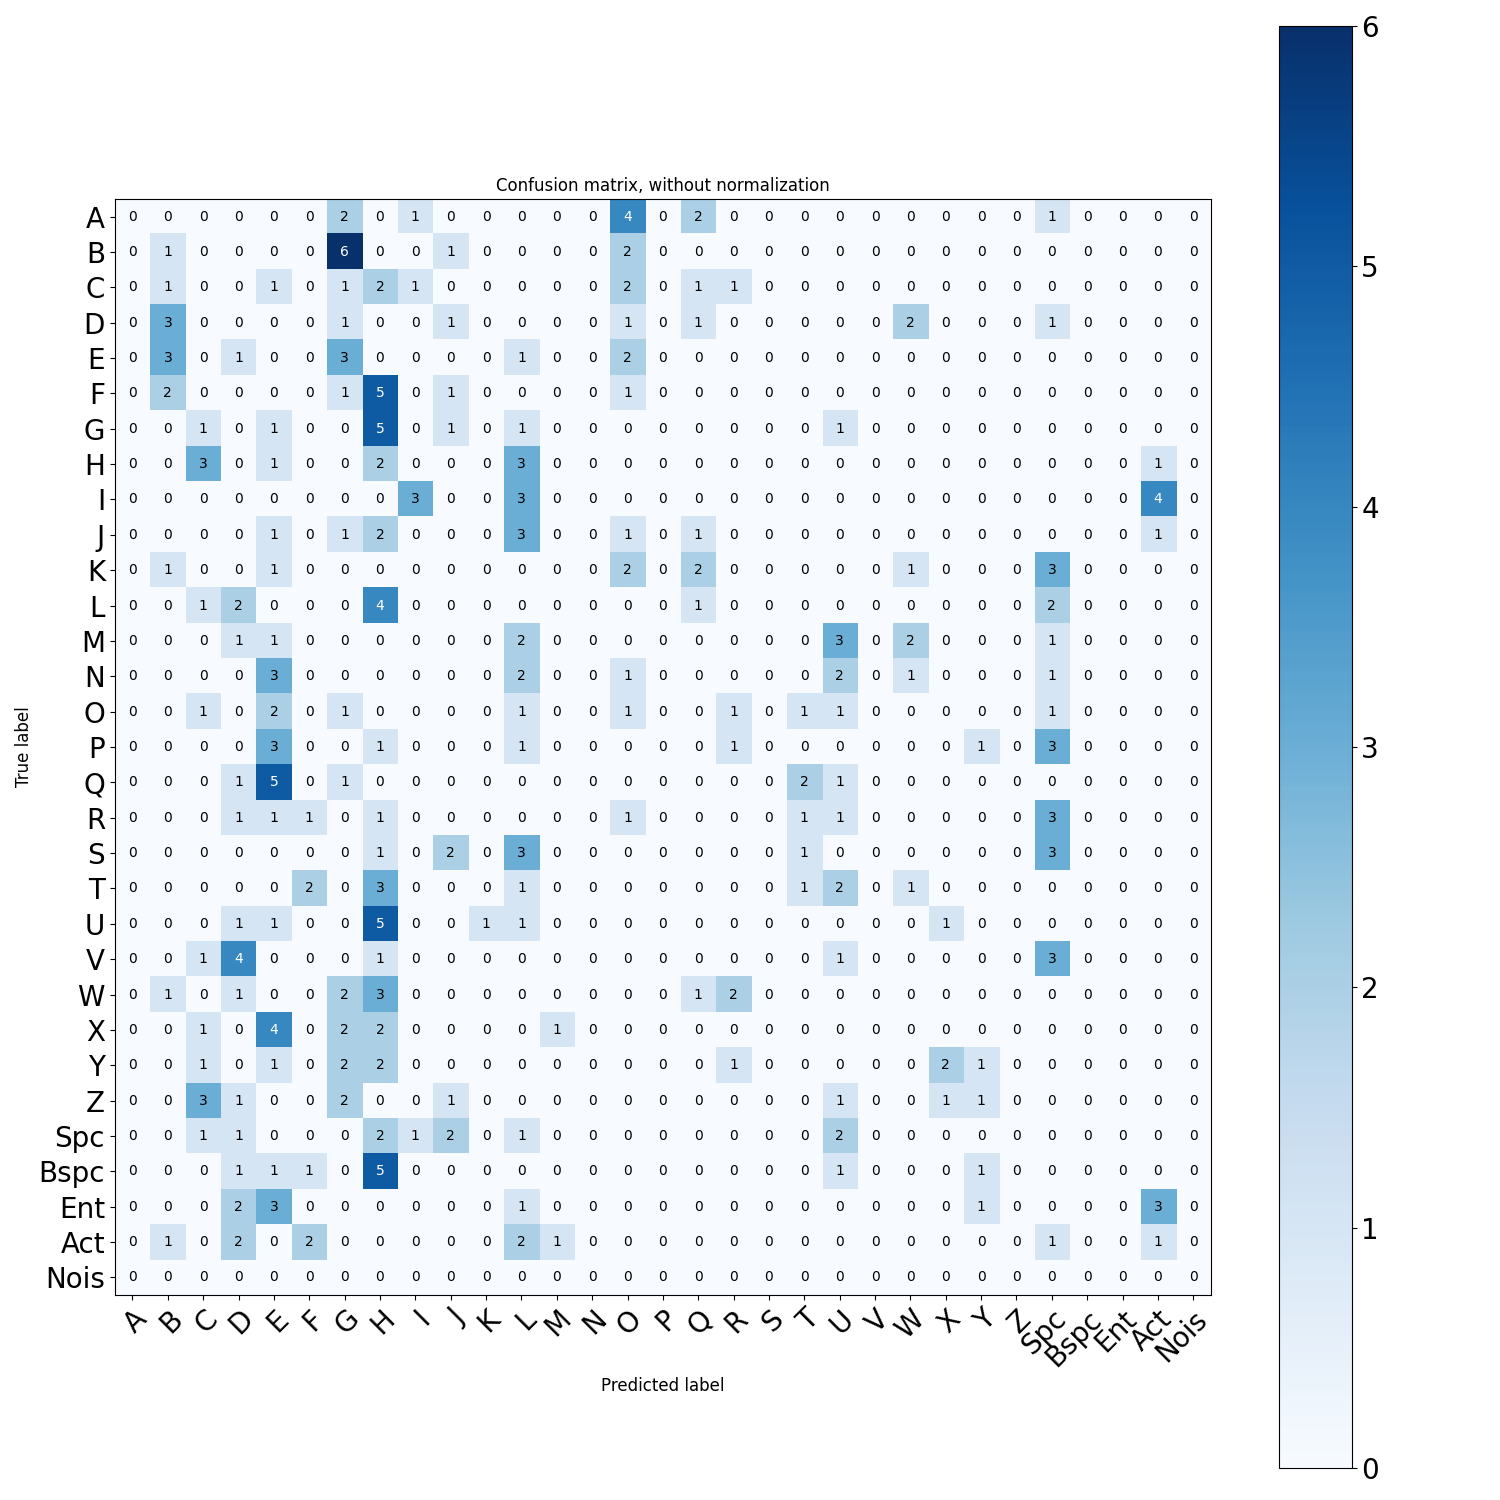 Confusion matrix, without normalization
A 0 0 0 0 0 0 2 0 1 0 0 0 0 0 4 0 2 0 0 0 0 0 0 0 0 0 1 0 0 0 0
B 0 1 0 0 0 0 6 0 0 1 0 0 0 0 2 0 0 0 0 0 0 0 0 0 0 0 0 0 0 0 0
C 0 1 0 0 1 0 1 2 1 0 0 0 0 0 2 0 1 1 0 0 0 0 0 0 0 0 0 0 0 0 0
D 0 3 0 0 0 0 1 0 0 1 0 0 0 0 1 0 1 0 0 0 0 0 2 0 0 0 1 0 0 0 0
E 0 3 0 1 0 0 3 0 0 0 0 1 0 0 2 0 0 0 0 0 0 0 0 0 0 0 0 0 0 0 0
F 0 2 0 0 0 0 1 5 0 1 0 0 0 0 1 0 0 0 0 0 0 0 0 0 0 0 0 0 0 0 0
G 0 0 1 0 1 0 0 5 0 1 0 1 0 0 0 0 0 0 0 0 1 0 0 0 0 0 0 0 0 0 0
H 0 0 3 0 1 0 0 2 0 0 0 3 0 0 0 0 0 0 0 0 0 0 0 0 0 0 0 0 0 1 0
I 0 0 0 0 0 0 0 0 3 0 0 3 0 0 0 0 0 0 0 0 0 0 0 0 0 0 0 0 0 4 0
J 0 0 0 0 1 0 1 2 0 0 0 3 0 0 1 0 1 0 0 0 0 0 0 0 0 0 0 0 0 1 0
K 0 1 0 0 1 0 0 0 0 0 0 0 0 0 2 0 2 0 0 0 0 0 1 0 0 0 3 0 0 0 0
L 0 0 1 2 0 0 0 4 0 0 0 0 0 0 0 0 1 0 0 0 0 0 0 0 0 0 2 0 0 0 0
M 0 0 0 1 1 0 0 0 0 0 0 2 0 0 0 0 0 0 0 0 3 0 2 0 0 0 1 0 0 0 0
N 0 0 0 0 3 0 0 0 0 0 0 2 0 0 1 0 0 0 0 0 2 0 1 0 0 0 1 0 0 0 0
O 0 0 1 0 2 0 1 0 0 0 0 1 0 0 1 0 0 1 0 1 1 0 0 0 0 0 1 0 0 0 0
P 0 0 0 0 3 0 0 1 0 0 0 1 0 0 0 0 0 1 0 0 0 0 0 0 1 0 3 0 0 0 0
Q 0 0 0 1 5 0 1 0 0 0 0 0 0 0 0 0 0 0 0 2 1 0 0 0 0 0 0 0 0 0 0
R 0 0 0 1 1 1 0 1 0 0 0 0 0 0 1 0 0 0 0 1 1 0 0 0 0 0 3 0 0 0 0
S 0 0 0 0 0 0 0 1 0 2 0 3 0 0 0 0 0 0 0 1 0 0 0 0 0 0 3 0 0 0 0
T 0 0 0 0 0 2 0 3 0 0 0 1 0 0 0 0 0 0 0 1 2 0 1 0 0 0 0 0 0 0 0
U 0 0 0 1 1 0 0 5 0 0 1 1 0 0 0 0 0 0 0 0 0 0 0 1 0 0 0 0 0 0 0
V 0 0 1 4 0 0 0 1 0 0 0 0 0 0 0 0 0 0 0 0 1 0 0 0 0 0 3 0 0 0 0
W 0 1 0 1 0 0 2 3 0 0 0 0 0 0 0 0 1 2 0 0 0 0 0 0 0 0 0 0 0 0 0
X 0 0 1 0 4 0 2 2 0 0 0 0 1 0 0 0 0 0 0 0 0 0 0 0 0 0 0 0 0 0 0
Y 0 0 1 0 1 0 2 2 0 0 0 0 0 0 0 0 0 1 0 0 0 0 0 2 1 0 0 0 0 0 0
Z 0 0 3 1 0 0 2 0 0 1 0 0 0 0 0 0 0 0 0 0 1 0 0 1 1 0 0 0 0 0 0
Spc 0 0 1 1 0 0 0 2 1 2 0 1 0 0 0 0 0 0 0 0 2 0 0 0 0 0 0 0 0 0 0
Bspc 0 0 0 1 1 1 0 5 0 0 0 0 0 0 0 0 0 0 0 0 1 0 0 0 1 0 0 0 0 0 0
Ent 0 0 0 2 3 0 0 0 0 0 0 1 0 0 0 0 0 0 0 0 0 0 0 0 1 0 0 0 0 3 0
Act 0 1 0 2 0 2 0 0 0 0 0 2 1 0 0 0 0 0 0 0 0 0 0 0 0 0 1 0 0 1 0
Nois 0 0 0 0 0 0 0 0 0 0 0 0 0 0 0 0 0 0 0 0 0 0 0 0 0 0 0 0 0 0 0
A B C D E F G H I J K L M N O P Q R S T U V W X Y Z Spc Bspc Ent Act Nois
Predicted label
True label
6
5
4
3
2
1
0